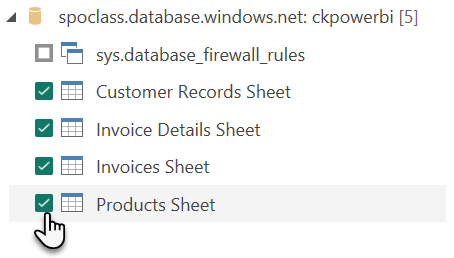 spoclass.database.windows.net: ckpowerbi [5]
sys.database_firewall_rules
Customer Records Sheet
Invoice Details Sheet
Invoices Sheet
Products Sheet